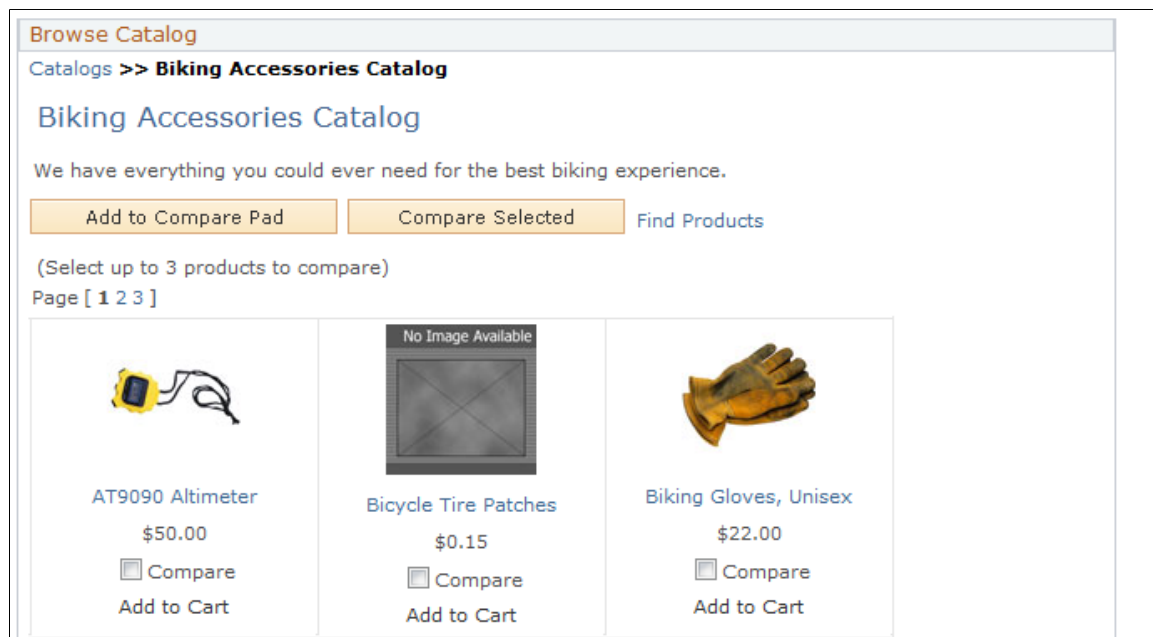 Browse Catalog
Catalogs >> Biking Accessories Catalog
Biking Accessories Catalog
We have everything you could ever need for the best biking experience.
Add to Compare Pad Compare Selected Find Products
(Select up to 3 products to compare)
Page [ 1 2 3 ]
No Image Available
AT9090 Altimeter Bicycle Tire Patches Biking Gloves, Unisex
$50.00 $0.15 $22.00
Compare Compare Compare
Add to Cart Add to Cart Add to Cart